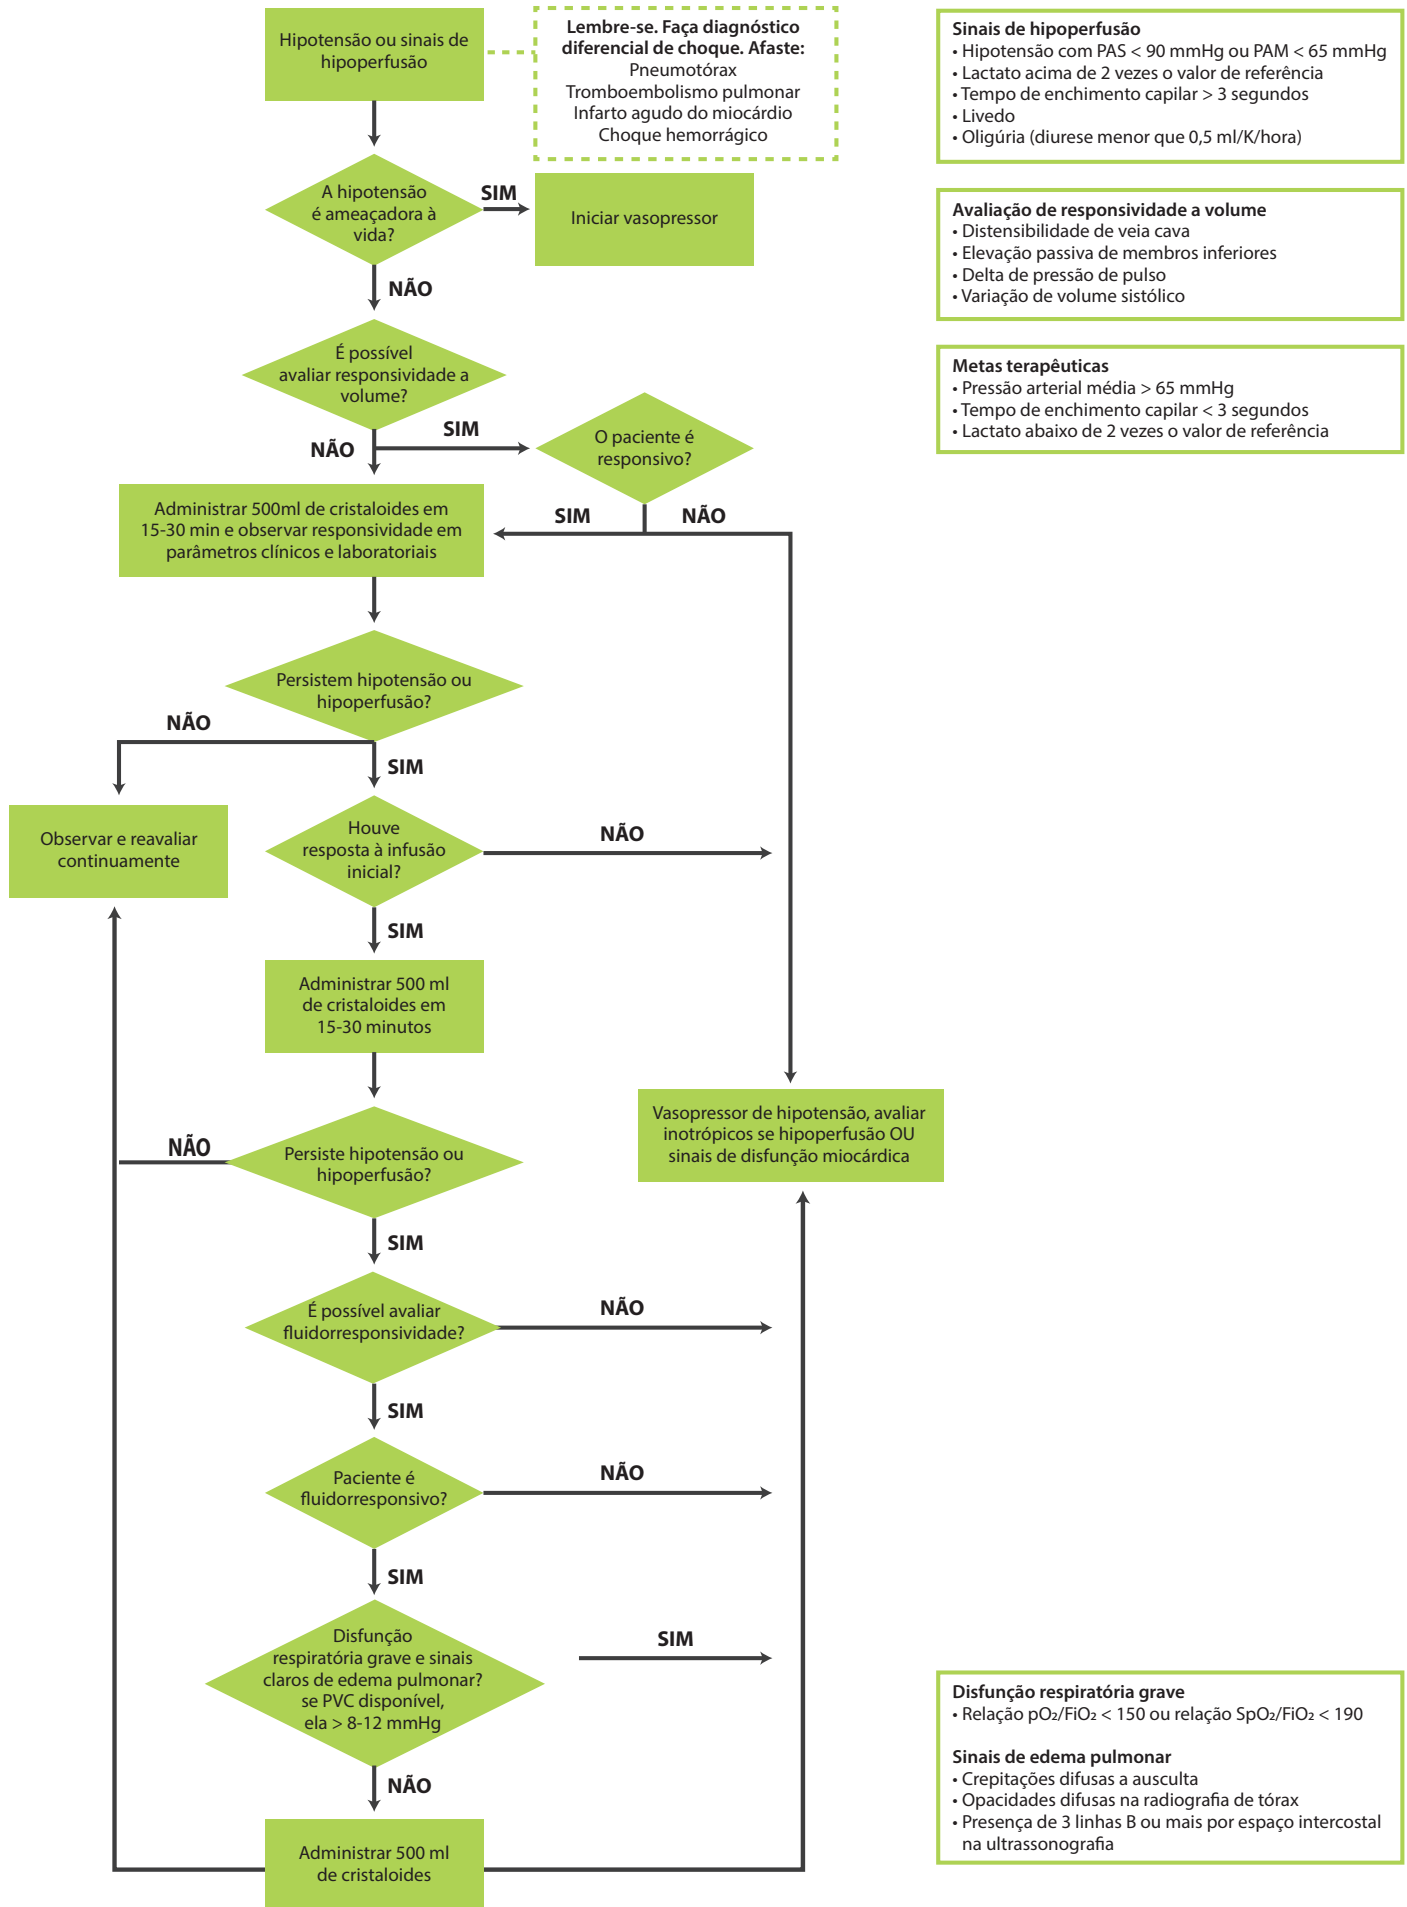 Hipotensão ou sinais de
hipoperfusão
Lembre-se. Faça diagnóstico
diferencial de choque. Afaste:
Pneumotórax
Tromboembolismo pulmonar
Infarto agudo do miocárdio
Choque hemorrágico
Sinais de hipoperfusão
• Hipotensão com PAS < 90 mmHg ou PAM < 65 mmHg
• Lactato acima de 2 vezes o valor de referência
• Tempo de enchimento capilar > 3 segundos
• Livedo
• Oligúria (diurese menor que 0,5 ml/K/hora)
A hipotensão
é ameaçadora à
vida?
SIM
Iniciar vasopressor
NÃO
Avaliação de responsividade a volume
• Distensibilidade de veia cava
• Elevação passiva de membros inferiores
• Delta de pressão de pulso
• Variação de volume sistólico
É possível
avaliar responsividade a
volume?
SIM
NÃO
O paciente é
responsivo?
Metas terapêuticas
• Pressão arterial média > 65 mmHg
• Tempo de enchimento capilar < 3 segundos
• Lactato abaixo de 2 vezes o valor de referência
SIM
NÃO
Administrar 500ml de cristaloides em
15-30 min e observar responsividade em
parâmetros clínicos e laboratoriais
Persistem hipotensão ou
hipoperfusão?
NÃO
SIM
Observar e reavaliar
continuamente
Houve
resposta à infusão
inicial?
NÃO
SIM
Administrar 500 ml
de cristaloides em
15-30 minutos
Vasopressor de hipotensão, avaliar
inotrópicos se hipoperfusão OU
sinais de disfunção miocárdica
Persiste hipotensão ou
hipoperfusão?
NÃO
SIM
É possível avaliar
fluidorresponsividade?
NÃO
SIM
Paciente é
fluidorresponsivo?
NÃO
SIM
Disfunção
respiratória grave e sinais
claros de edema pulmonar?
se PVC disponível,
ela > 8-12 mmHg
SIM
NÃO
Administrar 500 ml
de cristaloides
Disfunção respiratória grave
• Relação pO₂/FiO₂ < 150 ou relação SpO₂/FiO₂ < 190
Sinais de edema pulmonar
• Crepitações difusas a ausculta
• Opacidades difusas na radiografia de tórax
• Presença de 3 linhas B ou mais por espaço intercostal
na ultrassonografia